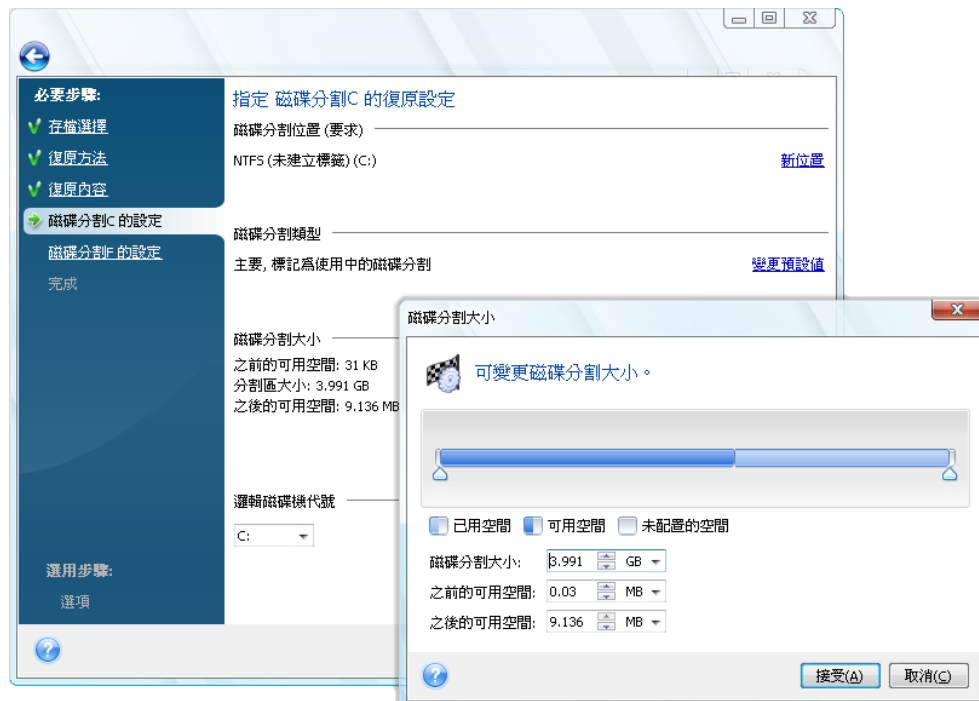 必要步驟:
存檔選擇
復原方法
復原內容
磁碟分割C 的設定
磁碟分割F 的設定
完成
選用步驟:
選項
指定 磁碟分割C 的復原設定
磁碟分割位置 (要求)
NTFS (未建立標籤) (C:)
新位置
磁碟分割類型
主要, 標記為使用中的磁碟分割
變更預設值
磁碟分割大小
之前的可用空間: 31 KB
分割區大小: 3.991 GB
之後的可用空間: 9.136 MB
邏輯磁碟機代號
C:
磁碟分割大小
可變更磁碟分割大小。
已用空間 可用空間 未配置的空間
磁碟分割大小: 3.991 GB
之前的可用空間: 0.03 MB
之後的可用空間: 9.136 MB
接受(A) 取消(C)